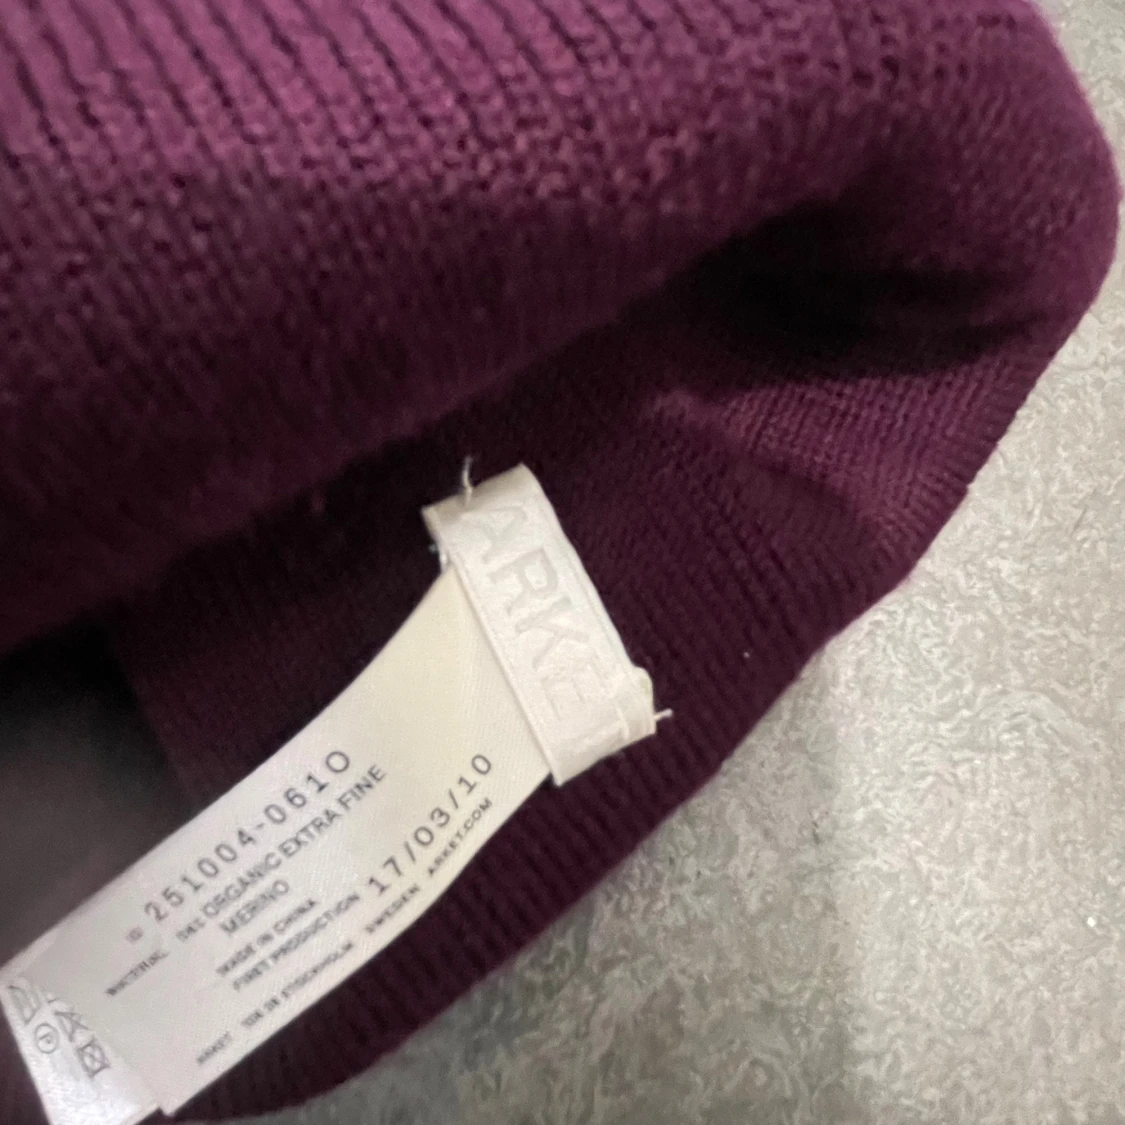 ARKET
ID 251004-0610
MATERIAL ORGANIC EXTRA FINE
MERINO
MADE IN CHINA
FIRST PRODUCTION 17/03/10
ARKET STOCKHOLM SWEDEN ARKET.COM
P